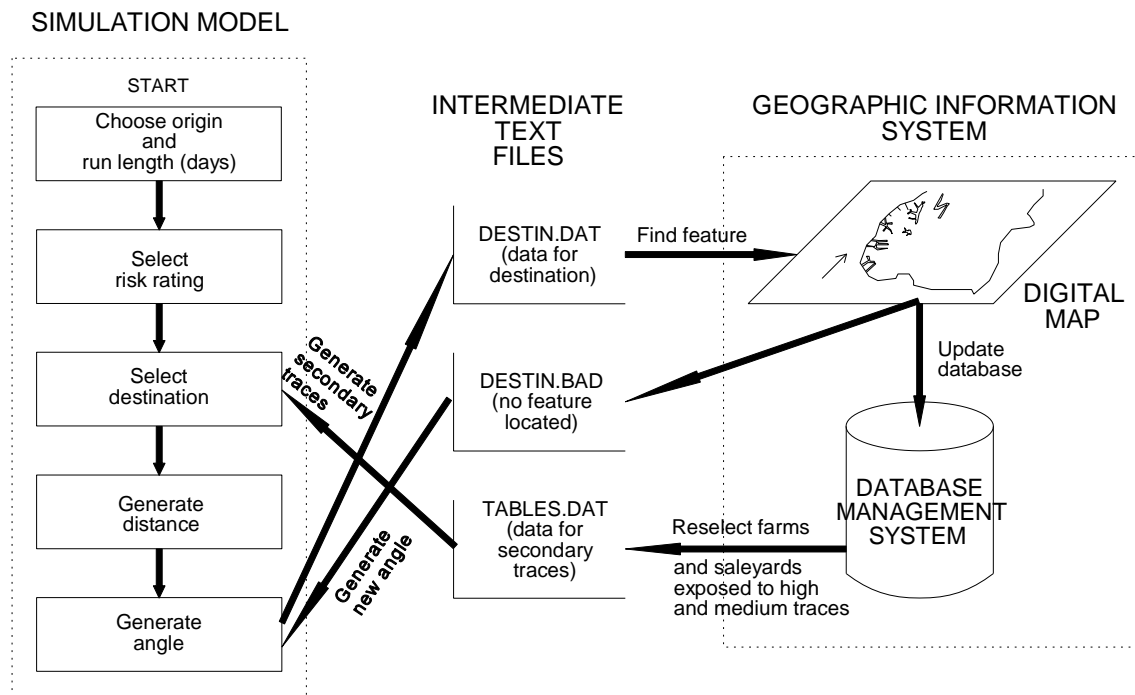 SIMULATION MODEL
START
Choose origin
and
run length (days)
Select
risk rating
Select
destination
Generate
distance
Generate
angle
Generate
secondary
traces
Generate
new angle
INTERMEDIATE
TEXT
FILES
DESTIN.DAT
(data for
destination)
DESTIN.BAD
(no feature
located)
TABLES.DAT
(data for
secondary
traces)
Find feature
Reselect farms
and saleyards
exposed to high
and medium traces
GEOGRAPHIC INFORMATION
SYSTEM
DIGITAL
MAP
Update
database
DATABASE
MANAGEMENT
SYSTEM